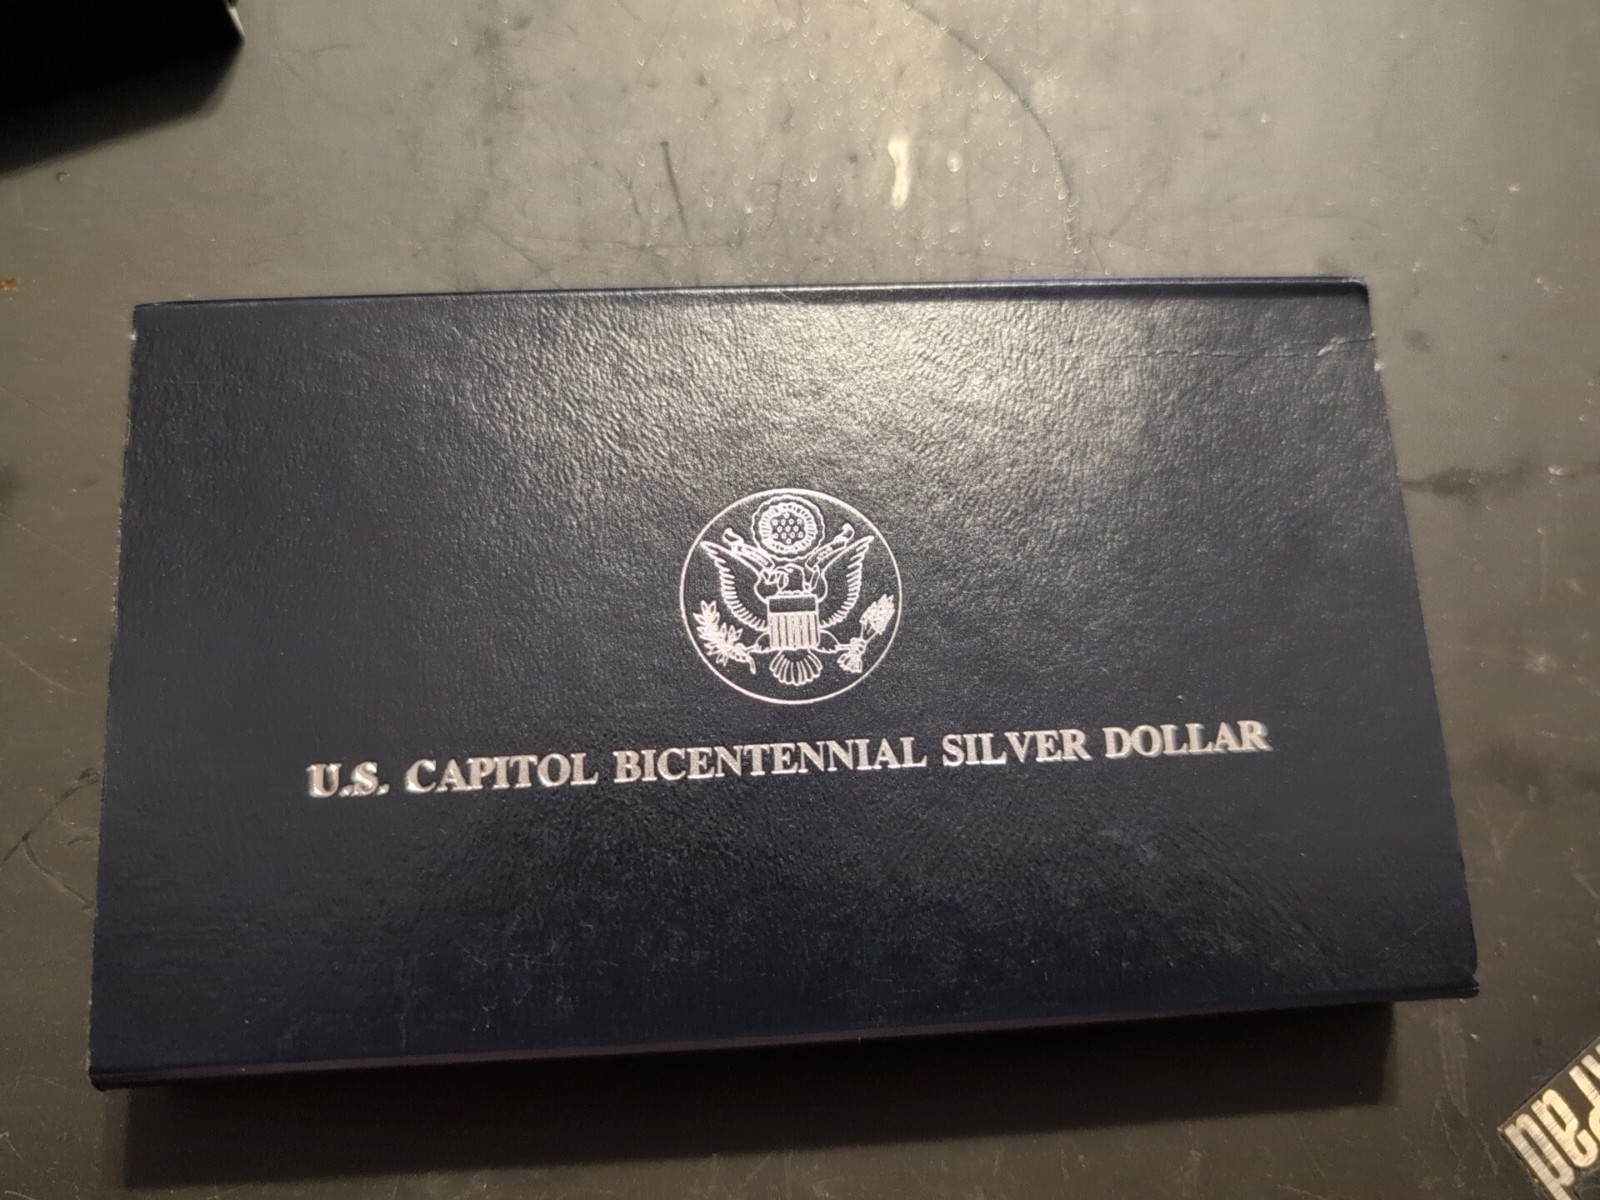 U.S. CAPITOL BICENTENNIAL SILVER DOLLAR